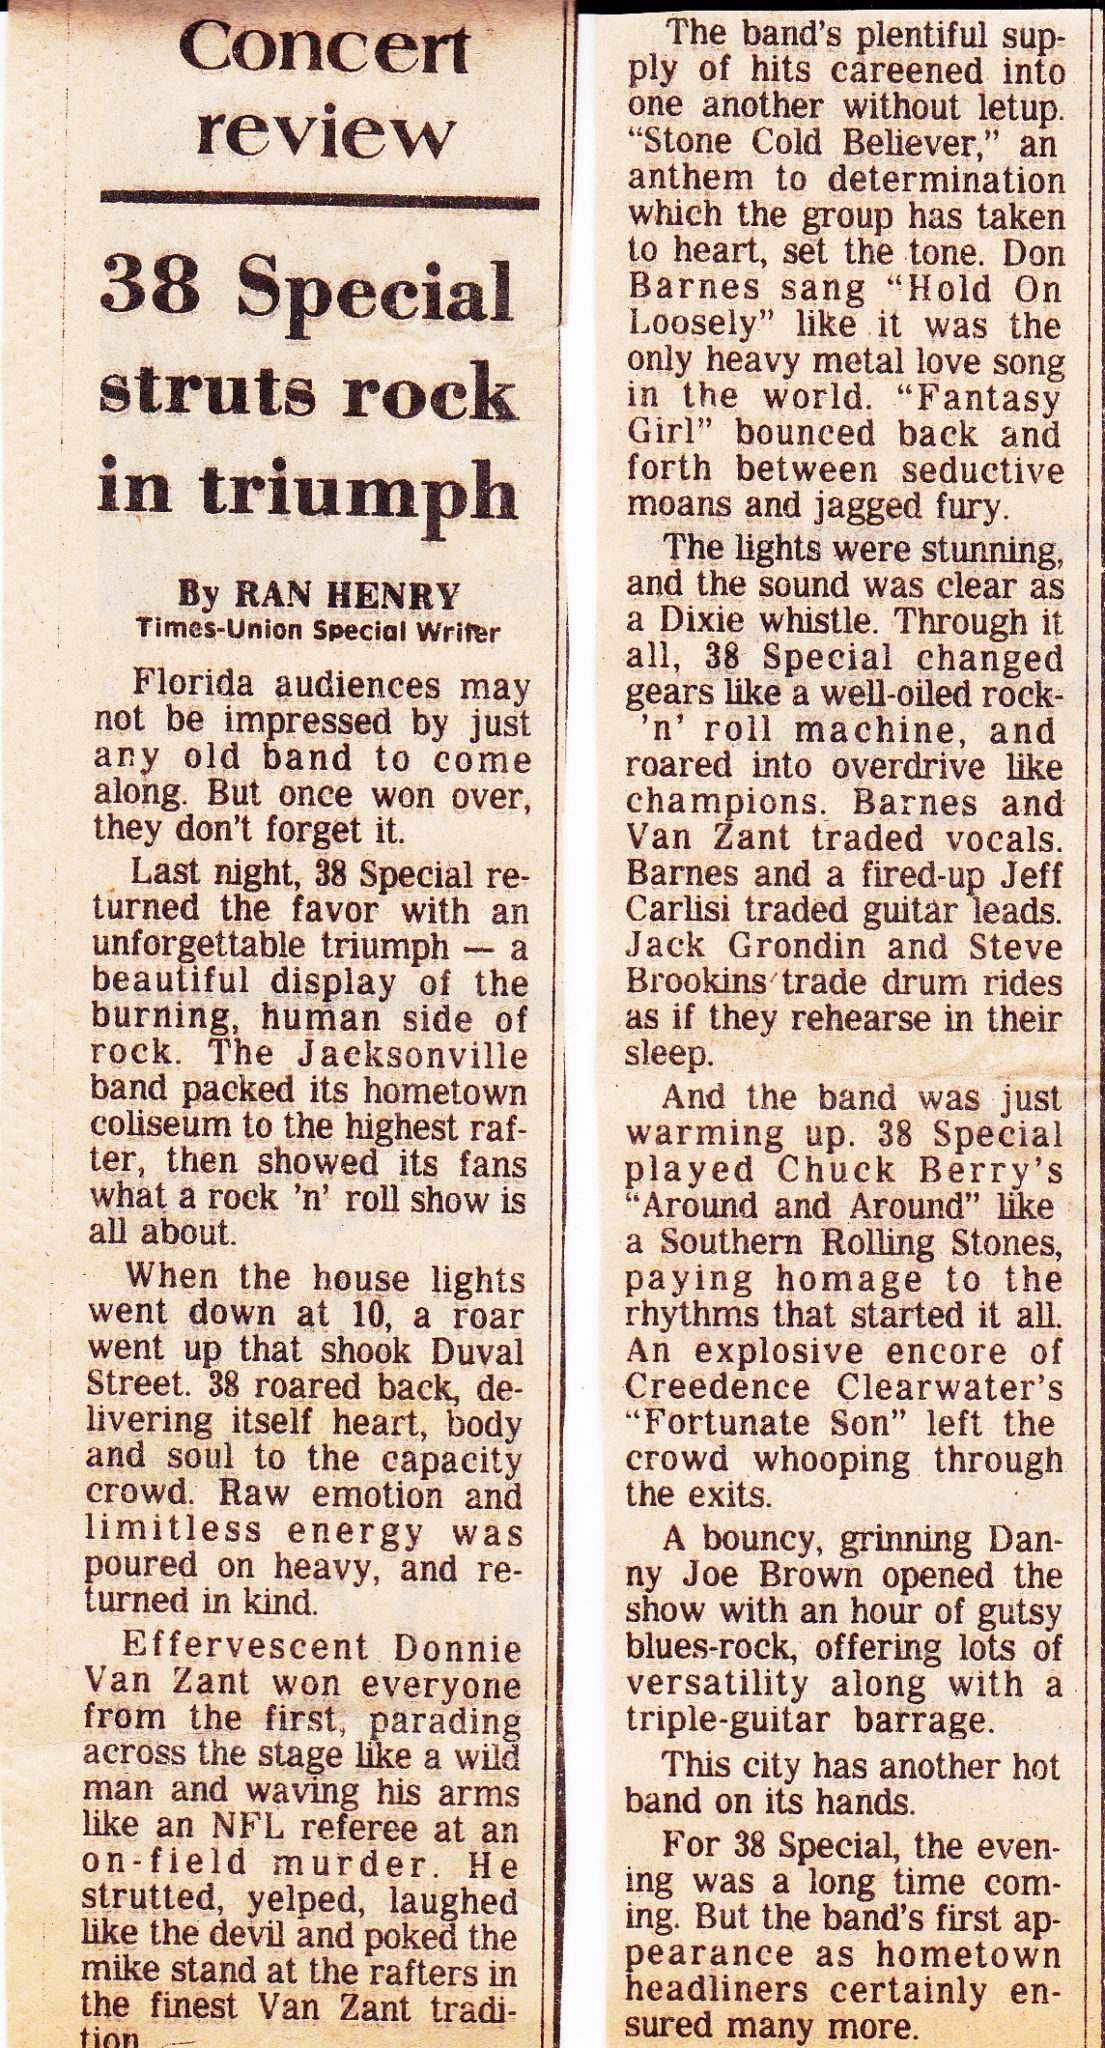 Concert
review
38 Special
struts rock
in triumph
By RAN HENRY
Times-Union Special Writer
Florida audiences may
not be impressed by just
any old band to come
along. But once won over,
they don't forget it.
Last night, 38 Special re-
turned the favor with an
unforgettable triumph — a
beautiful display of the
burning, human side of
rock. The Jacksonville
band packed its hometown
coliseum to the highest raf-
ter, then showed its fans
what a rock 'n' roll show is
all about.
When the house lights
went down at 10, a roar
went up that shook Duval
Street. 38 roared back, de-
livering itself heart, body
and soul to the capacity
crowd. Raw emotion and
limitless energy was
poured on heavy, and re-
turned in kind.
Effervescent Donnie
Van Zant won everyone
from the first, parading
across the stage like a wild
man and waving his arms
like an NFL referee at an
on-field murder. He
strutted, yelped, laughed
like the devil and poked the
mike stand at the rafters in
the finest Van Zant tradi-
tion
The band's plentiful sup-
ply of hits careened into
one another without letup.
"Stone Cold Believer," an
anthem to determination
which the group has taken
to heart, set the tone. Don
Barnes sang "Hold On
Loosely" like it was the
only heavy metal love song
in the world. "Fantasy
Girl" bounced back and
forth between seductive
moans and jagged fury.
The lights were stunning,
and the sound was clear as
a Dixie whistle. Through it
all, 38 Special changed
gears like a well-oiled rock-
'n' roll machine, and
roared into overdrive like
champions. Barnes and
Van Zant traded vocals.
Barnes and a fired-up Jeff
Carlisi traded guitar leads.
Jack Grondin and Steve
Brookins trade drum rides
as if they rehearse in their
sleep.
And the band was just
warming up. 38 Special
played Chuck Berry's
"Around and Around" like
a Southern Rolling Stones,
paying homage to the
rhythms that started it all.
An explosive encore of
Creedence Clearwater's
"Fortunate Son" left the
crowd whooping through
the exits.
A bouncy, grinning Dan-
ny Joe Brown opened the
show with an hour of gutsy
blues-rock, offering lots of
versatility along with a
triple-guitar barrage.
This city has another hot
band on its hands.
For 38 Special, the even-
ing was a long time com-
ing. But the band's first ap-
pearance as hometown
headliners certainly en-
sured many more.